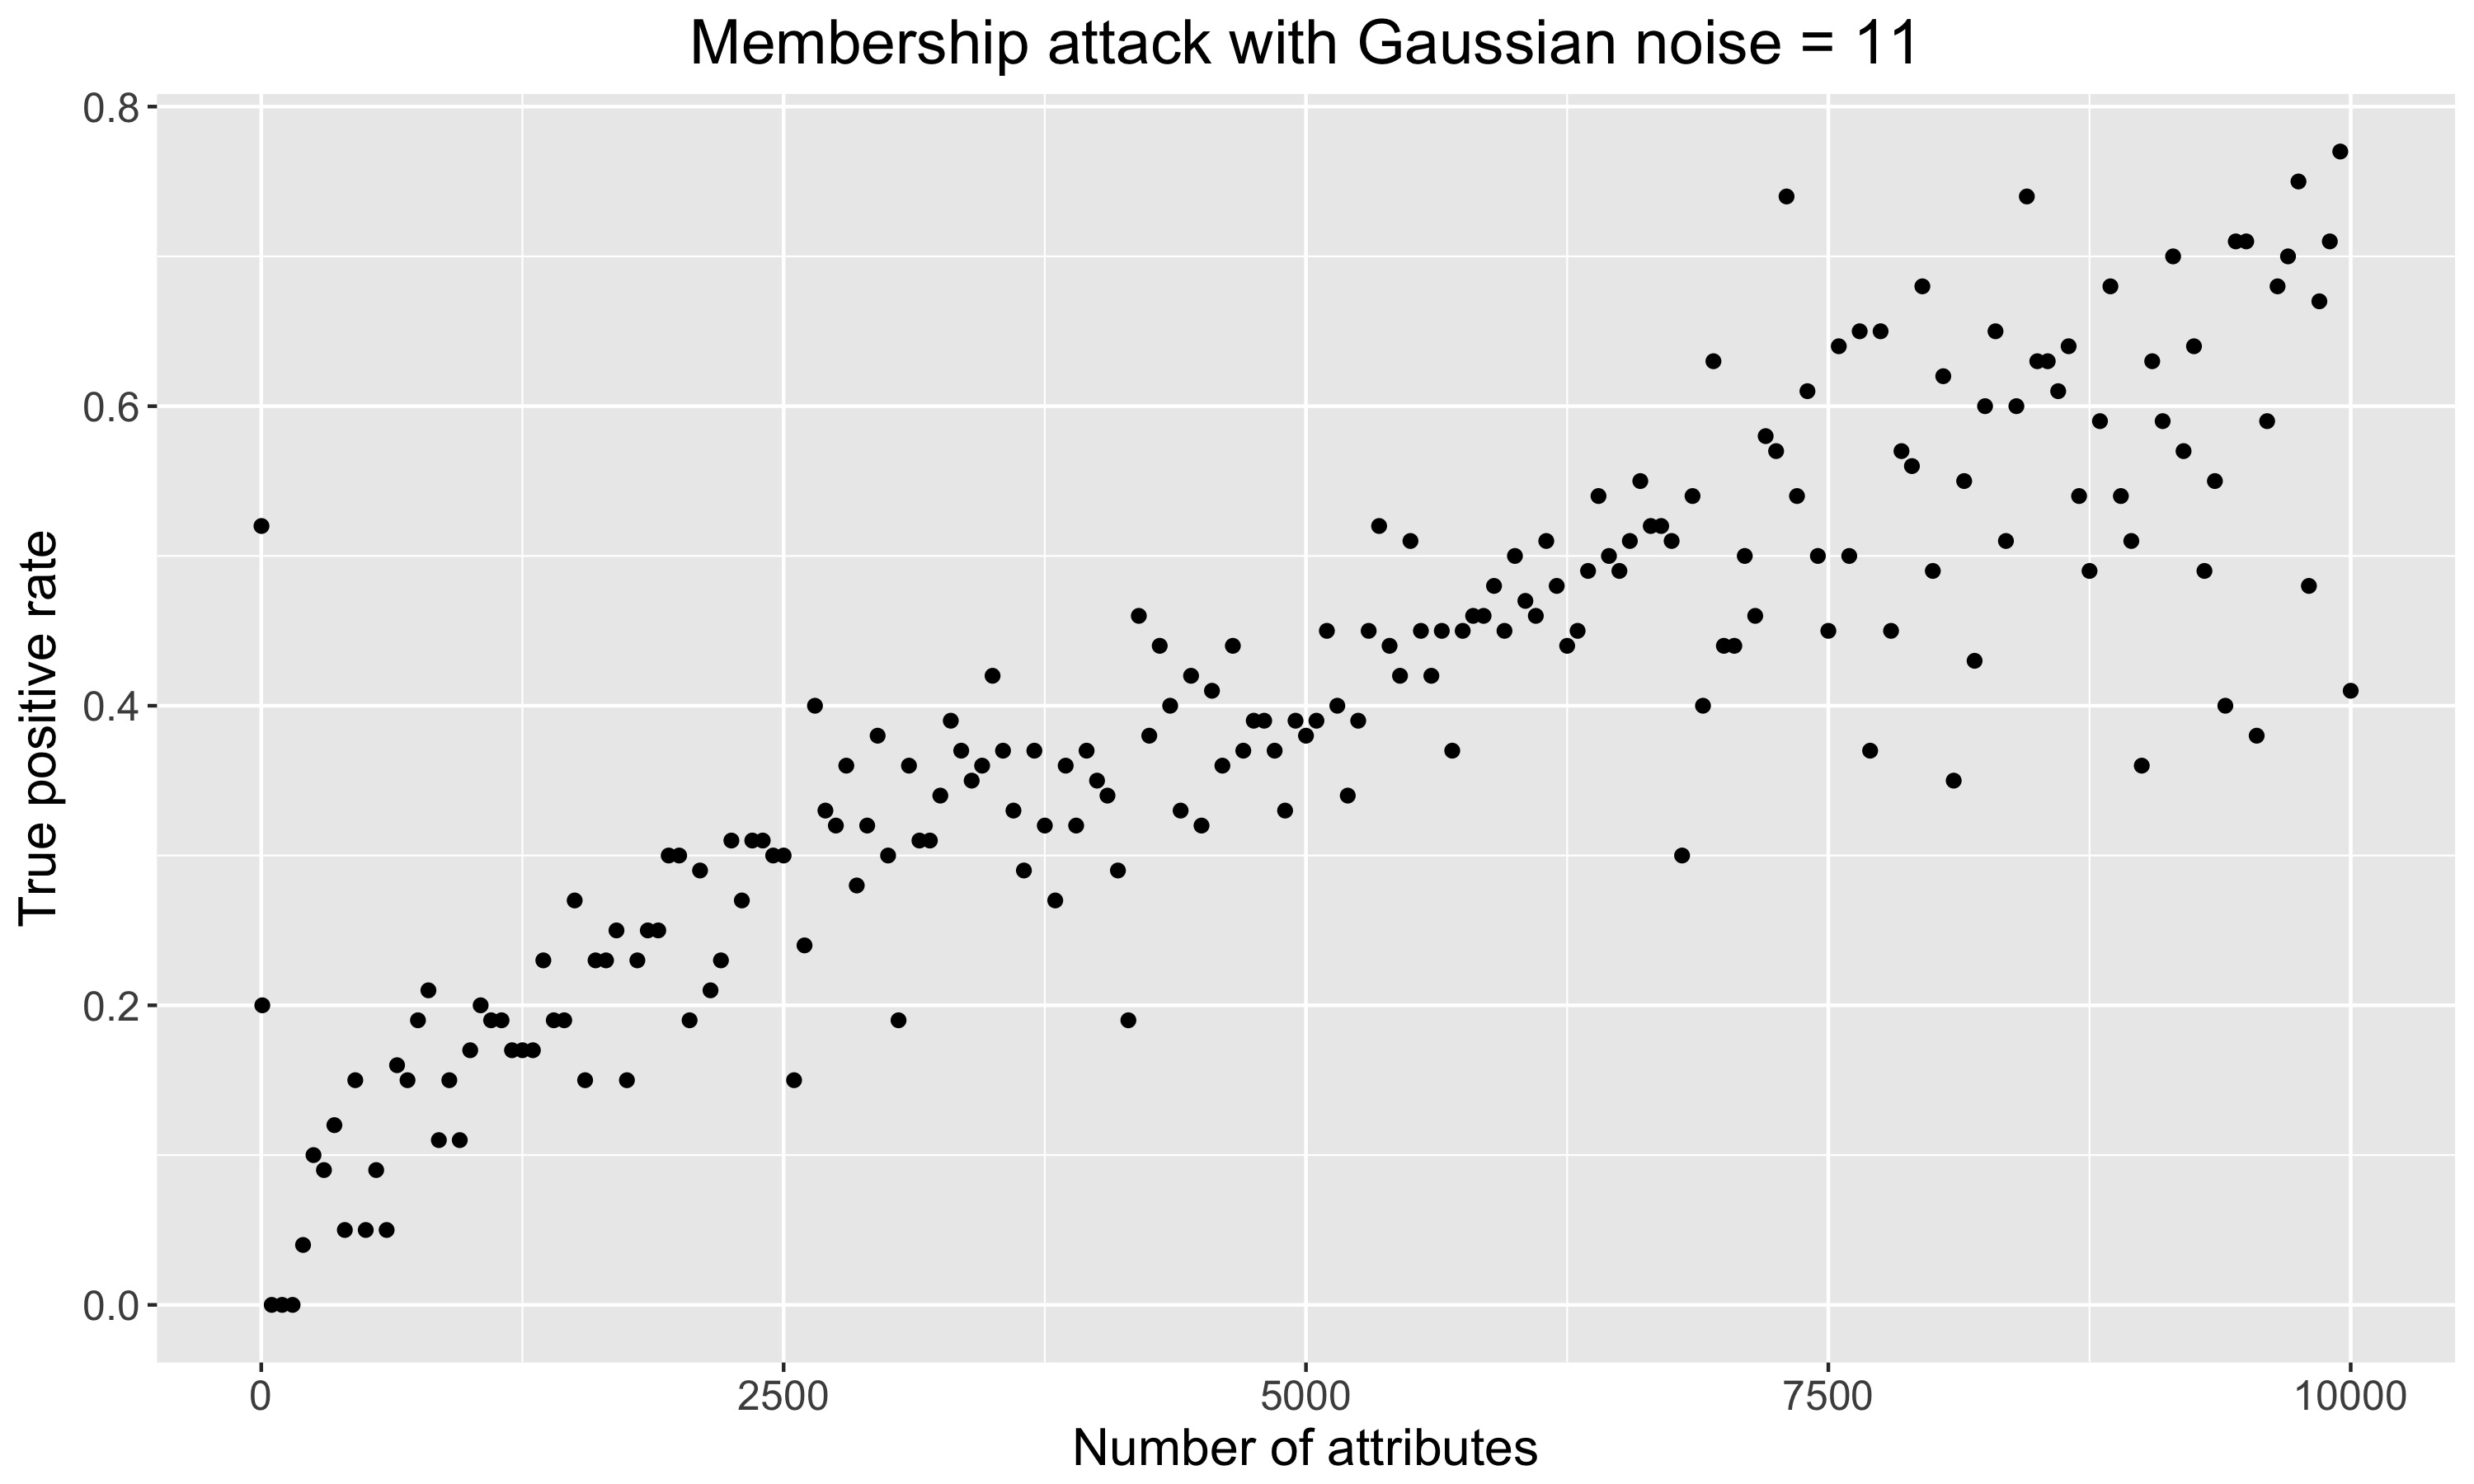 Membership attack with Gaussian noise = 11
True positive rate
0.8
0.6
0.4
0.2
0.0
0 2500 5000 7500 10000
Number of attributes